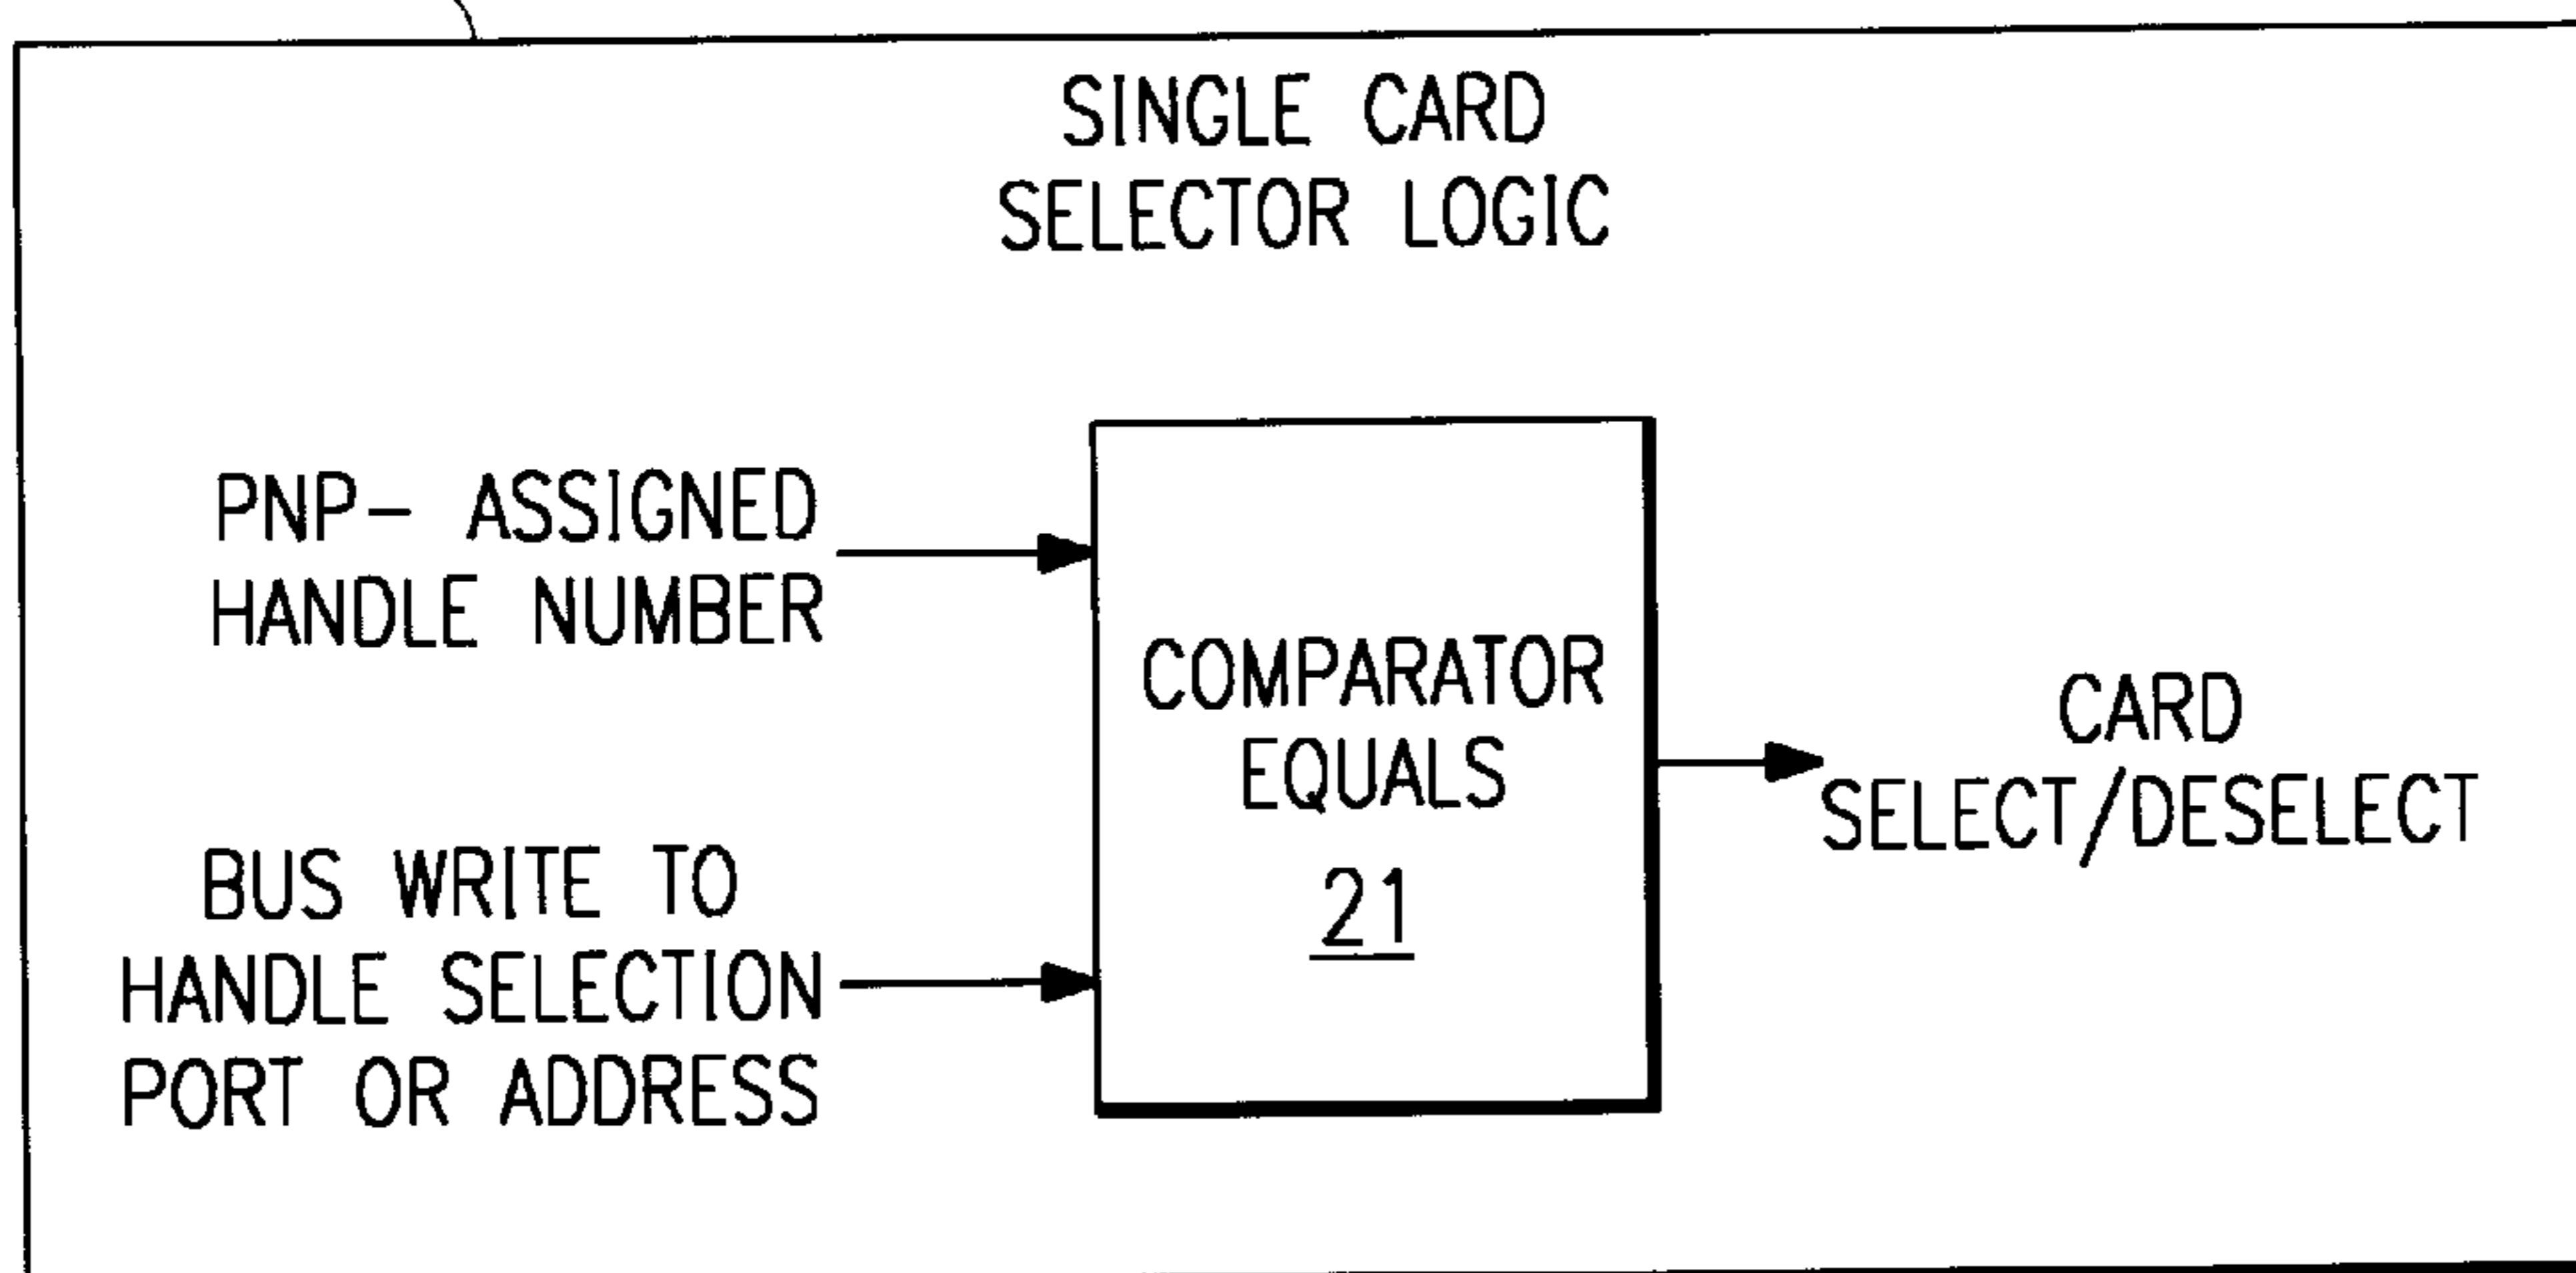 SINGLE CARD
SELECTOR LOGIC
PNP- ASSIGNED
HANDLE NUMBER
BUS WRITE TO
HANDLE SELECTION
PORT OR ADDRESS
COMPARATOR
EQUALS
21
CARD
SELECT/DESELECT